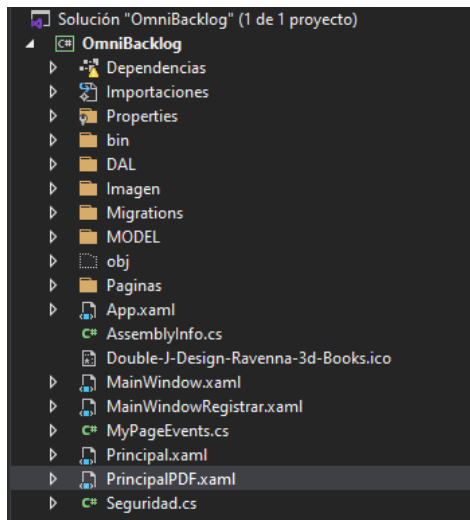 Solución "OmniBacklog" (1 de 1 proyecto)
C# OmniBacklog
Dependencias
Importaciones
Properties
bin
DAL
Imagen
Migrations
MODEL
obj
Paginas
App.xaml
C# AssemblyInfo.cs
Double-J-Design-Ravenna-3d-Books.ico
MainWindow.xaml
MainWindowRegistrar.xaml
C# MyPageEvents.cs
Principal.xaml
PrincipalPDF.xaml
C# Seguridad.cs